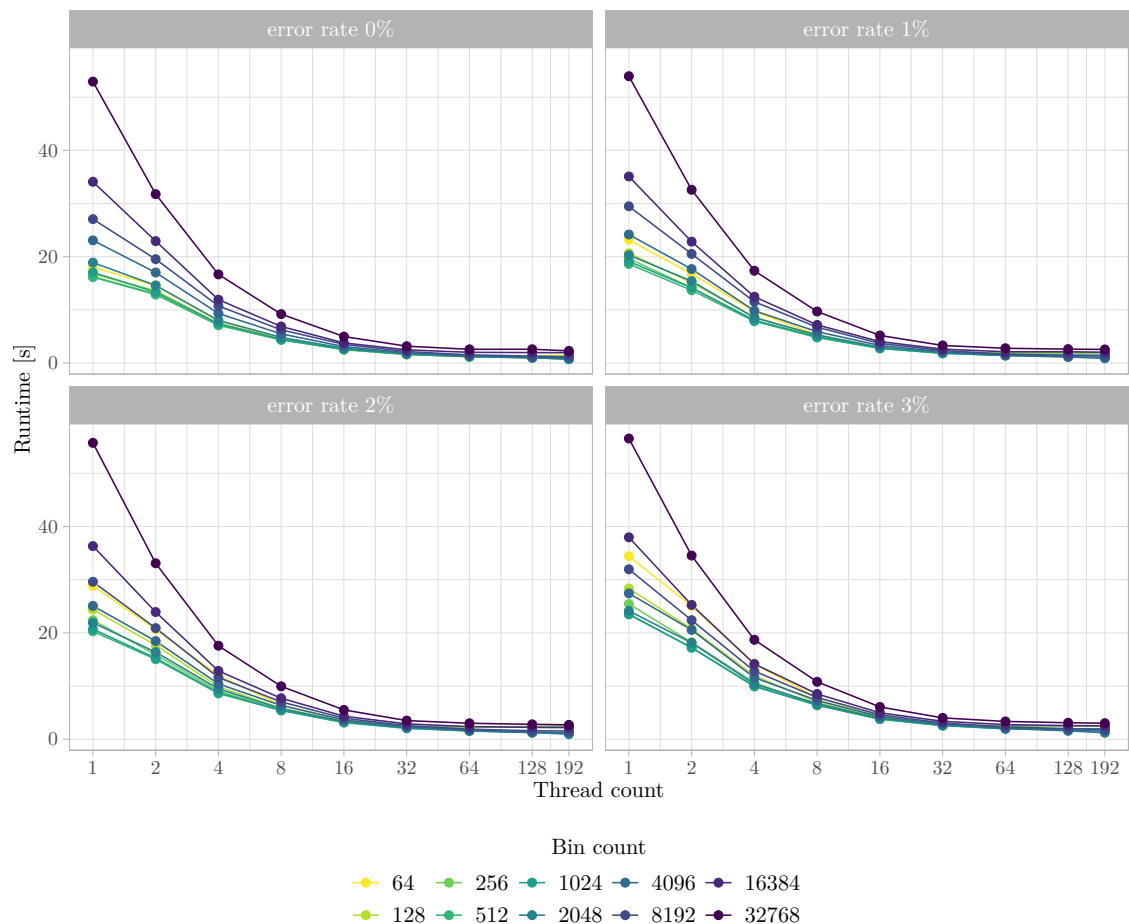 error rate 0%
error rate 1%
40
20
0
error rate 2%
error rate 3%
40
20
0
Runtime [s]
1 2 4 8 16 32 64 128 192
1 2 4 8 16 32 64 128 192
Thread count
Bin count
64 256 1024 4096 16384
128 512 2048 8192 32768